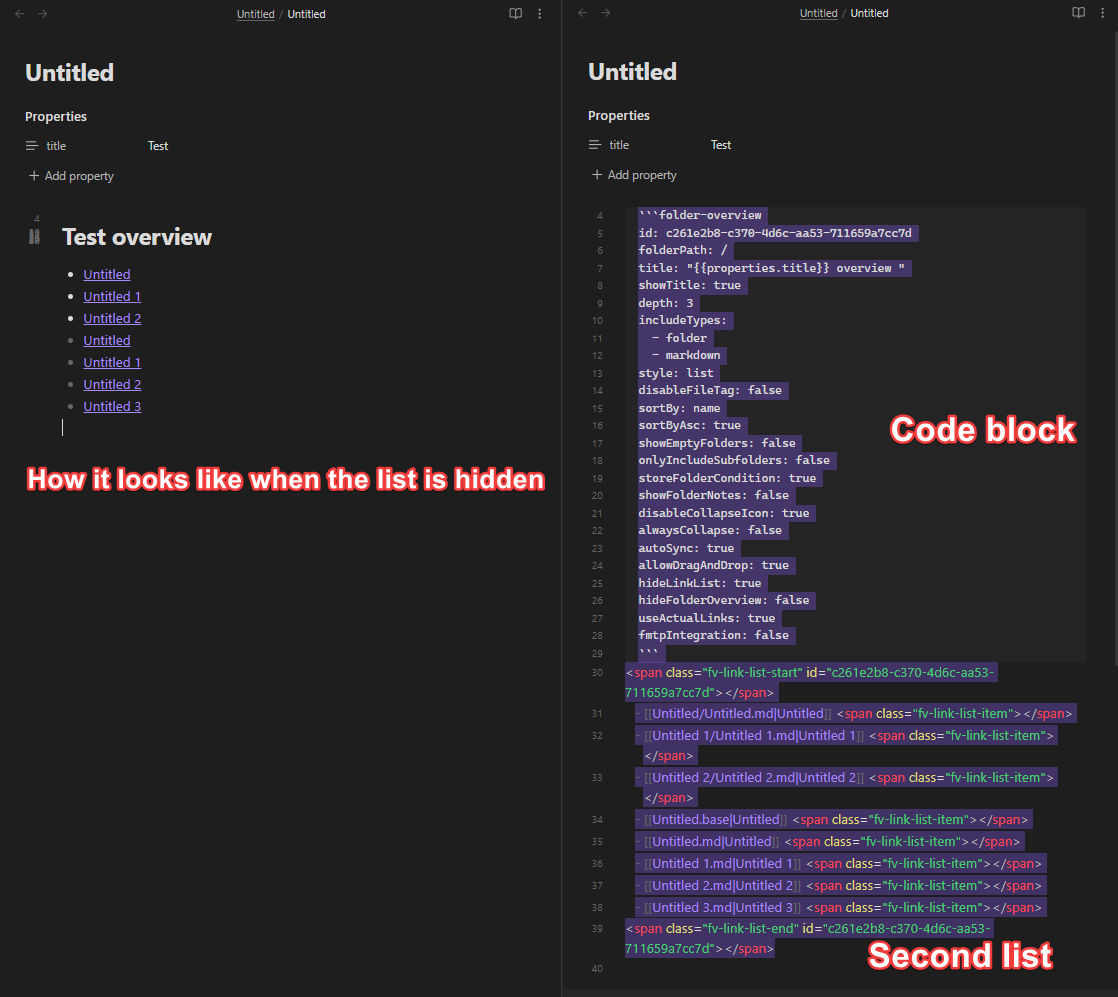 Untitled / Untitled
Untitled
Properties
title Test
Add property
4
Test overview
Untitled
Untitled 1
Untitled 2
Untitled
Untitled 1
Untitled 2
Untitled 3
How it looks like when the list is hidden
Untitled / Untitled
Untitled
Properties
title Test
Add property
4 ```folder-overview
5 id: c261e2b8-c370-4d6c-aa53-711659a7cc7d
6 folderPath: /
7 title: "{{properties.title}} overview "
8 showTitle: true
9 depth: 3
10 includeTypes:
11 - folder
12 - markdown
13 style: list
14 disableFileTag: false
15 sortBy: name
16 sortByAsc: true
17 showEmptyFolders: false
18 onlyIncludeSubfolders: false
19 storeFolderCondition: true
20 showFolderNotes: false
21 disableCollapseIcon: true
22 alwaysCollapse: false
23 autoSync: true
24 allowDragAndDrop: true
25 hideLinkList: true
26 hideFolderOverview: false
27 useActualLinks: true
28 fmtpIntegration: false
29 ```
Code block
30 <span class="fv-link-list-start" id="c261e2b8-c370-4d6c-aa53-
711659a7cc7d"></span>
31 - [[Untitled/Untitled.md|Untitled]] <span class="fv-link-list-item"></span>
32 - [[Untitled 1/Untitled 1.md|Untitled 1]] <span class="fv-link-list-item">
</span>
33 - [[Untitled 2/Untitled 2.md|Untitled 2]] <span class="fv-link-list-item">
</span>
34 - [[Untitled.base|Untitled]] <span class="fv-link-list-item"></span>
35 - [[Untitled.md|Untitled]] <span class="fv-link-list-item"></span>
36 - [[Untitled 1.md|Untitled 1]] <span class="fv-link-list-item"></span>
37 - [[Untitled 2.md|Untitled 2]] <span class="fv-link-list-item"></span>
38 - [[Untitled 3.md|Untitled 3]] <span class="fv-link-list-item"></span>
39 <span class="fv-link-list-end" id="c261e2b8-c370-4d6c-aa53-
711659a7cc7d"></span>
Second list
40